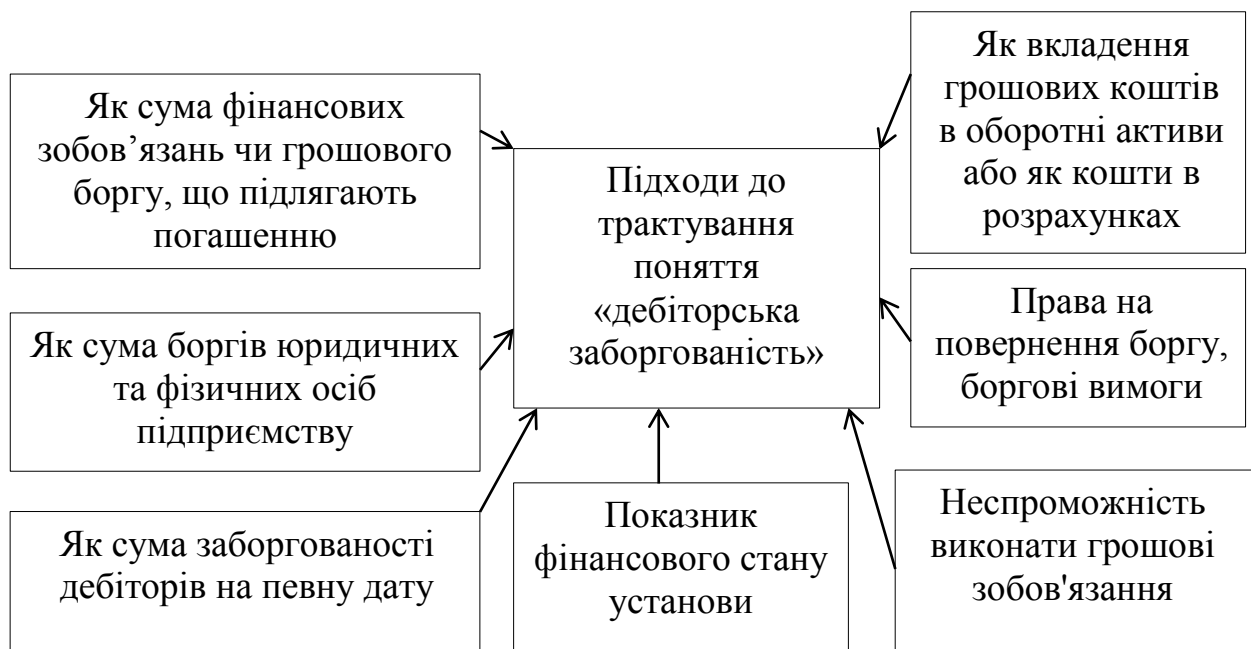 Як сума фінансових
зобов’язань чи грошового
боргу, що підлягають
погашенню
Як сума боргів юридичних
та фізичних осіб
підприємству
Як сума заборгованості
дебіторів на певну дату
Підходи до
трактування
поняття
«дебіторська
заборгованість»
Показник
фінансового стану
установи
Як вкладення
грошових коштів
в оборотні активи
або як кошти в
розрахунках
Права на
повернення боргу,
боргові вимоги
Неспроможність
виконати грошові
зобов'язання